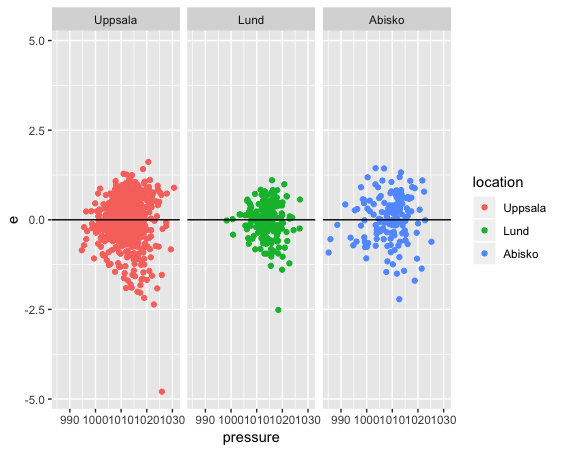 Uppsala Lund Abisko
5.0
2.5
0.0
-2.5
-5.0
e
990 1000 1010 1020 1030 990 1000 1010 1020 1030 990 1000 1010 1020 1030
pressure
location
Uppsala
Lund
Abisko